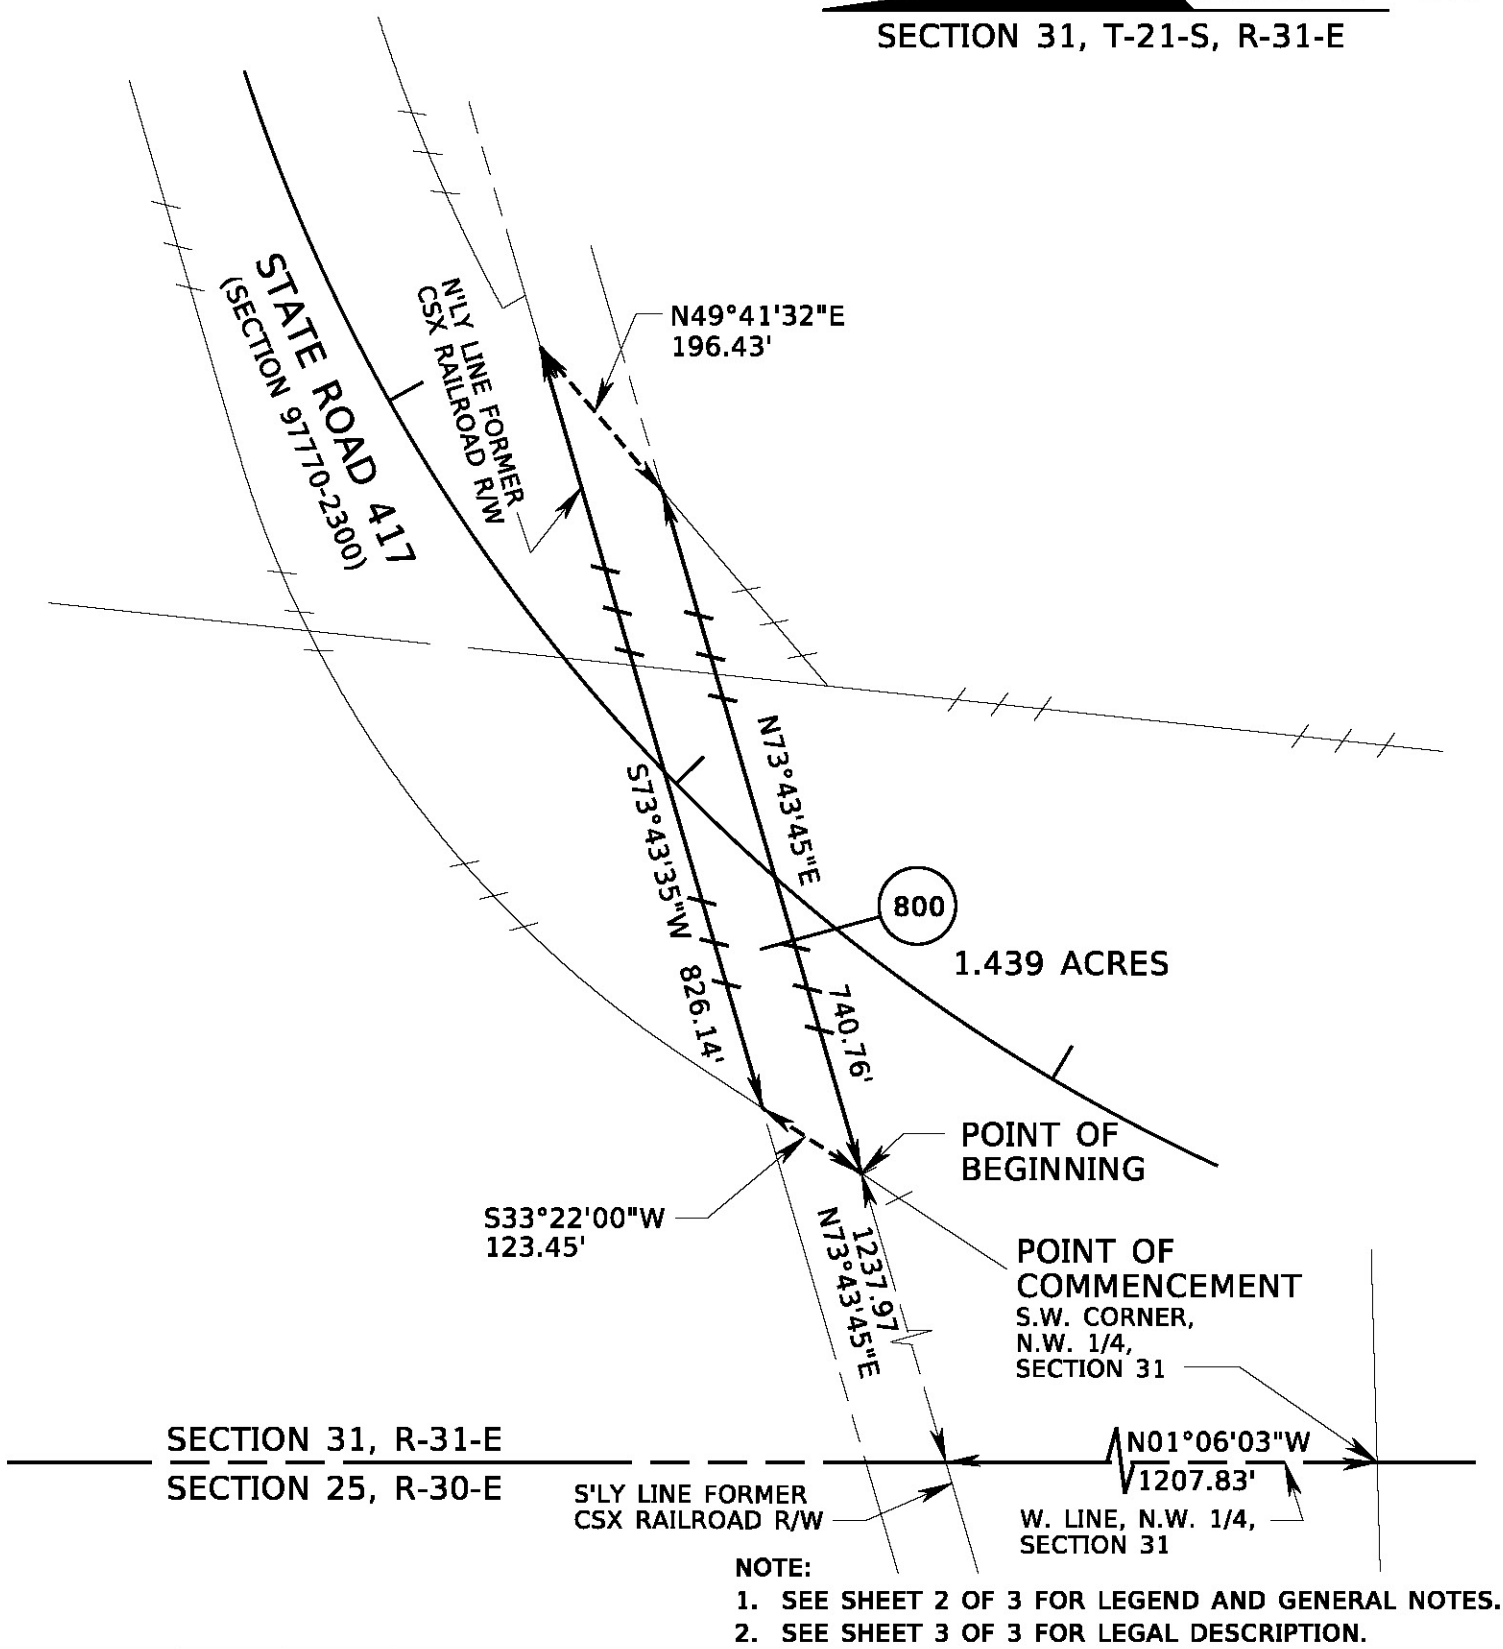 SECTION 31, T-21-S, R-31-E
N49°41'32"E
196.43'
N'LY LINE FORMER
CSX RAILROAD R/W
STATE ROAD 417
(SECTION 97770-2300)
N73°43'45"E
740.76'
S73°43'35"W 826.14'
800
1.439 ACRES
POINT OF
BEGINNING
S33°22'00"W
123.45'
1237.97
N73°43'45"E
POINT OF
COMMENCEMENT
S.W. CORNER,
N.W. 1/4,
SECTION 31
SECTION 31, R-31-E
SECTION 25, R-30-E
N01°06'03"W
1207.83'
S'LY LINE FORMER
CSX RAILROAD R/W
W. LINE, N.W. 1/4,
SECTION 31
NOTE:
1. SEE SHEET 2 OF 3 FOR LEGEND AND GENERAL NOTES.
2. SEE SHEET 3 OF 3 FOR LEGAL DESCRIPTION.